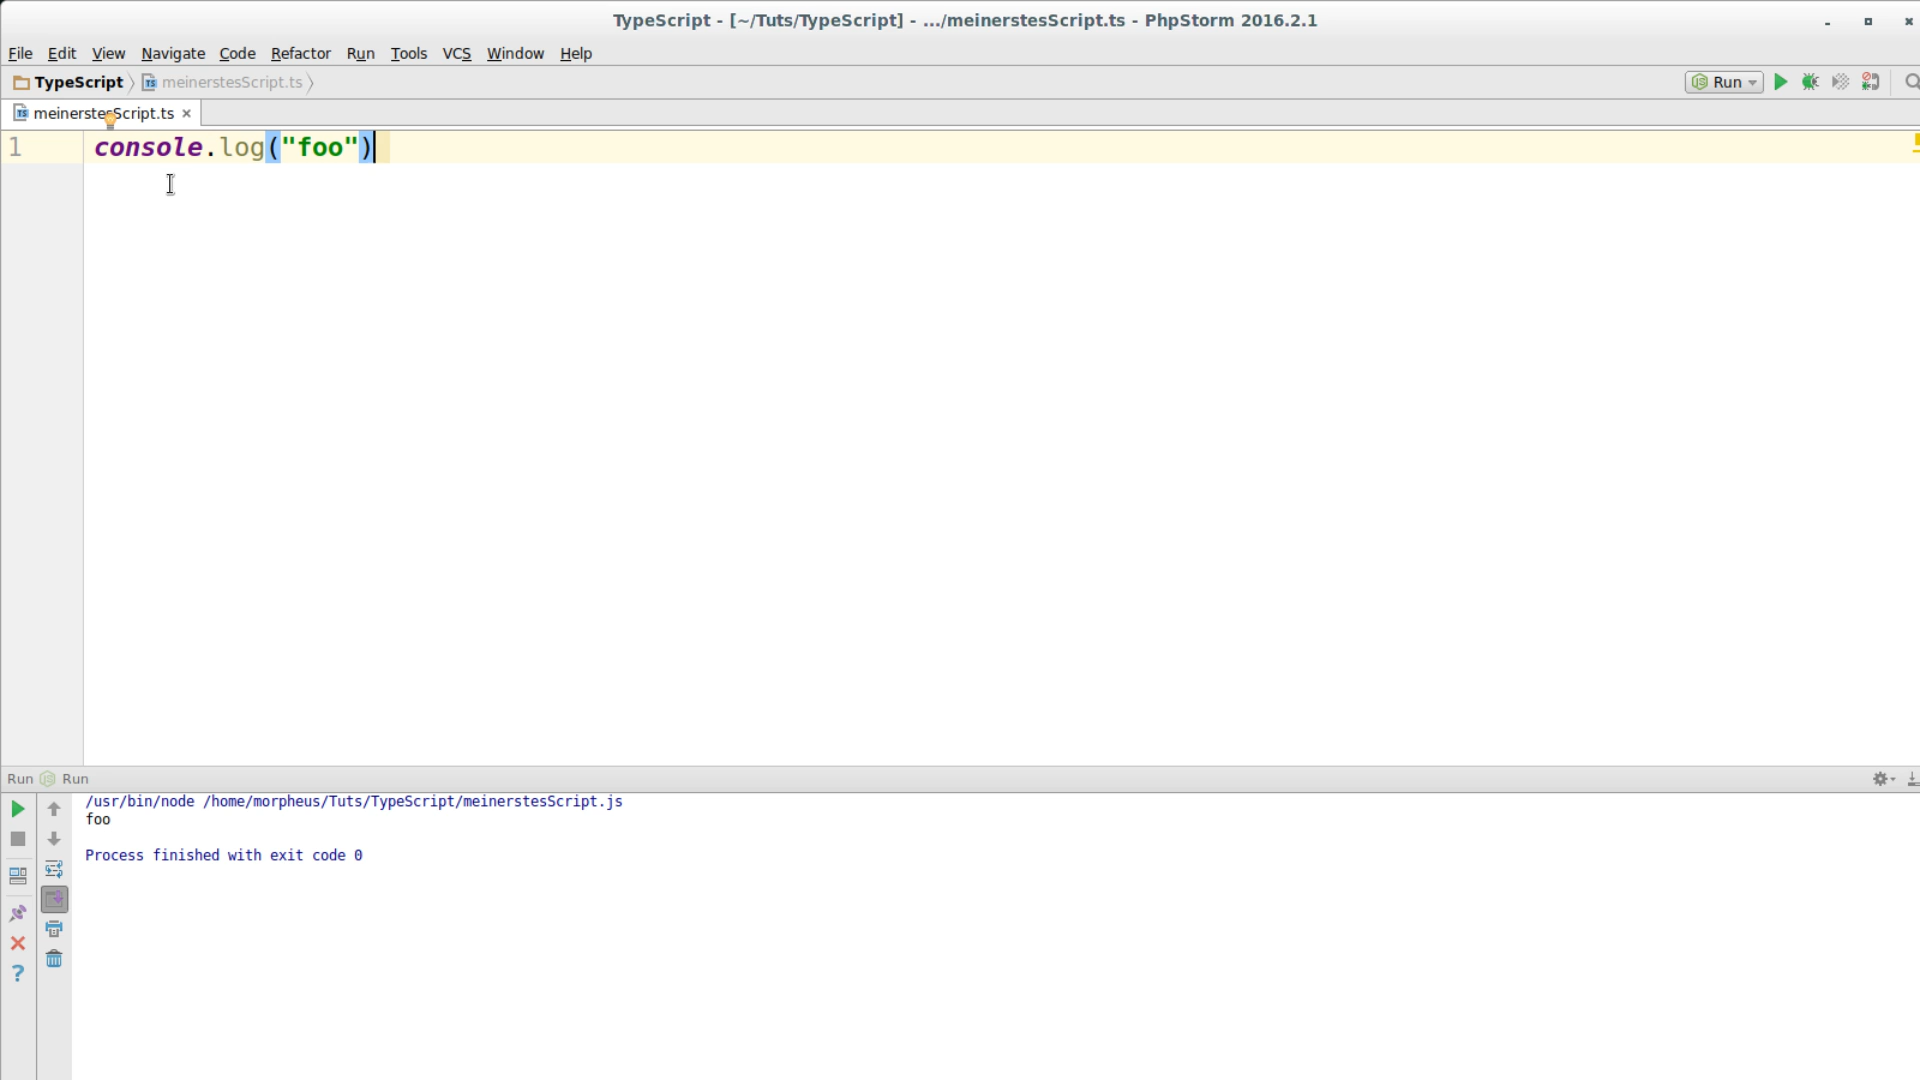 TypeScript - [~/Tuts/TypeScript] - .../meinerstesScript.ts - PhpStorm 2016.2.1
File Edit View Navigate Code Refactor Run Tools VCS Window Help
TypeScript meinerstesScript.ts Run
meinerstesScript.ts
1 console.log("foo")
Run Run
/usr/bin/node /home/morpheus/Tuts/TypeScript/meinerstesScript.js
foo
Process finished with exit code 0